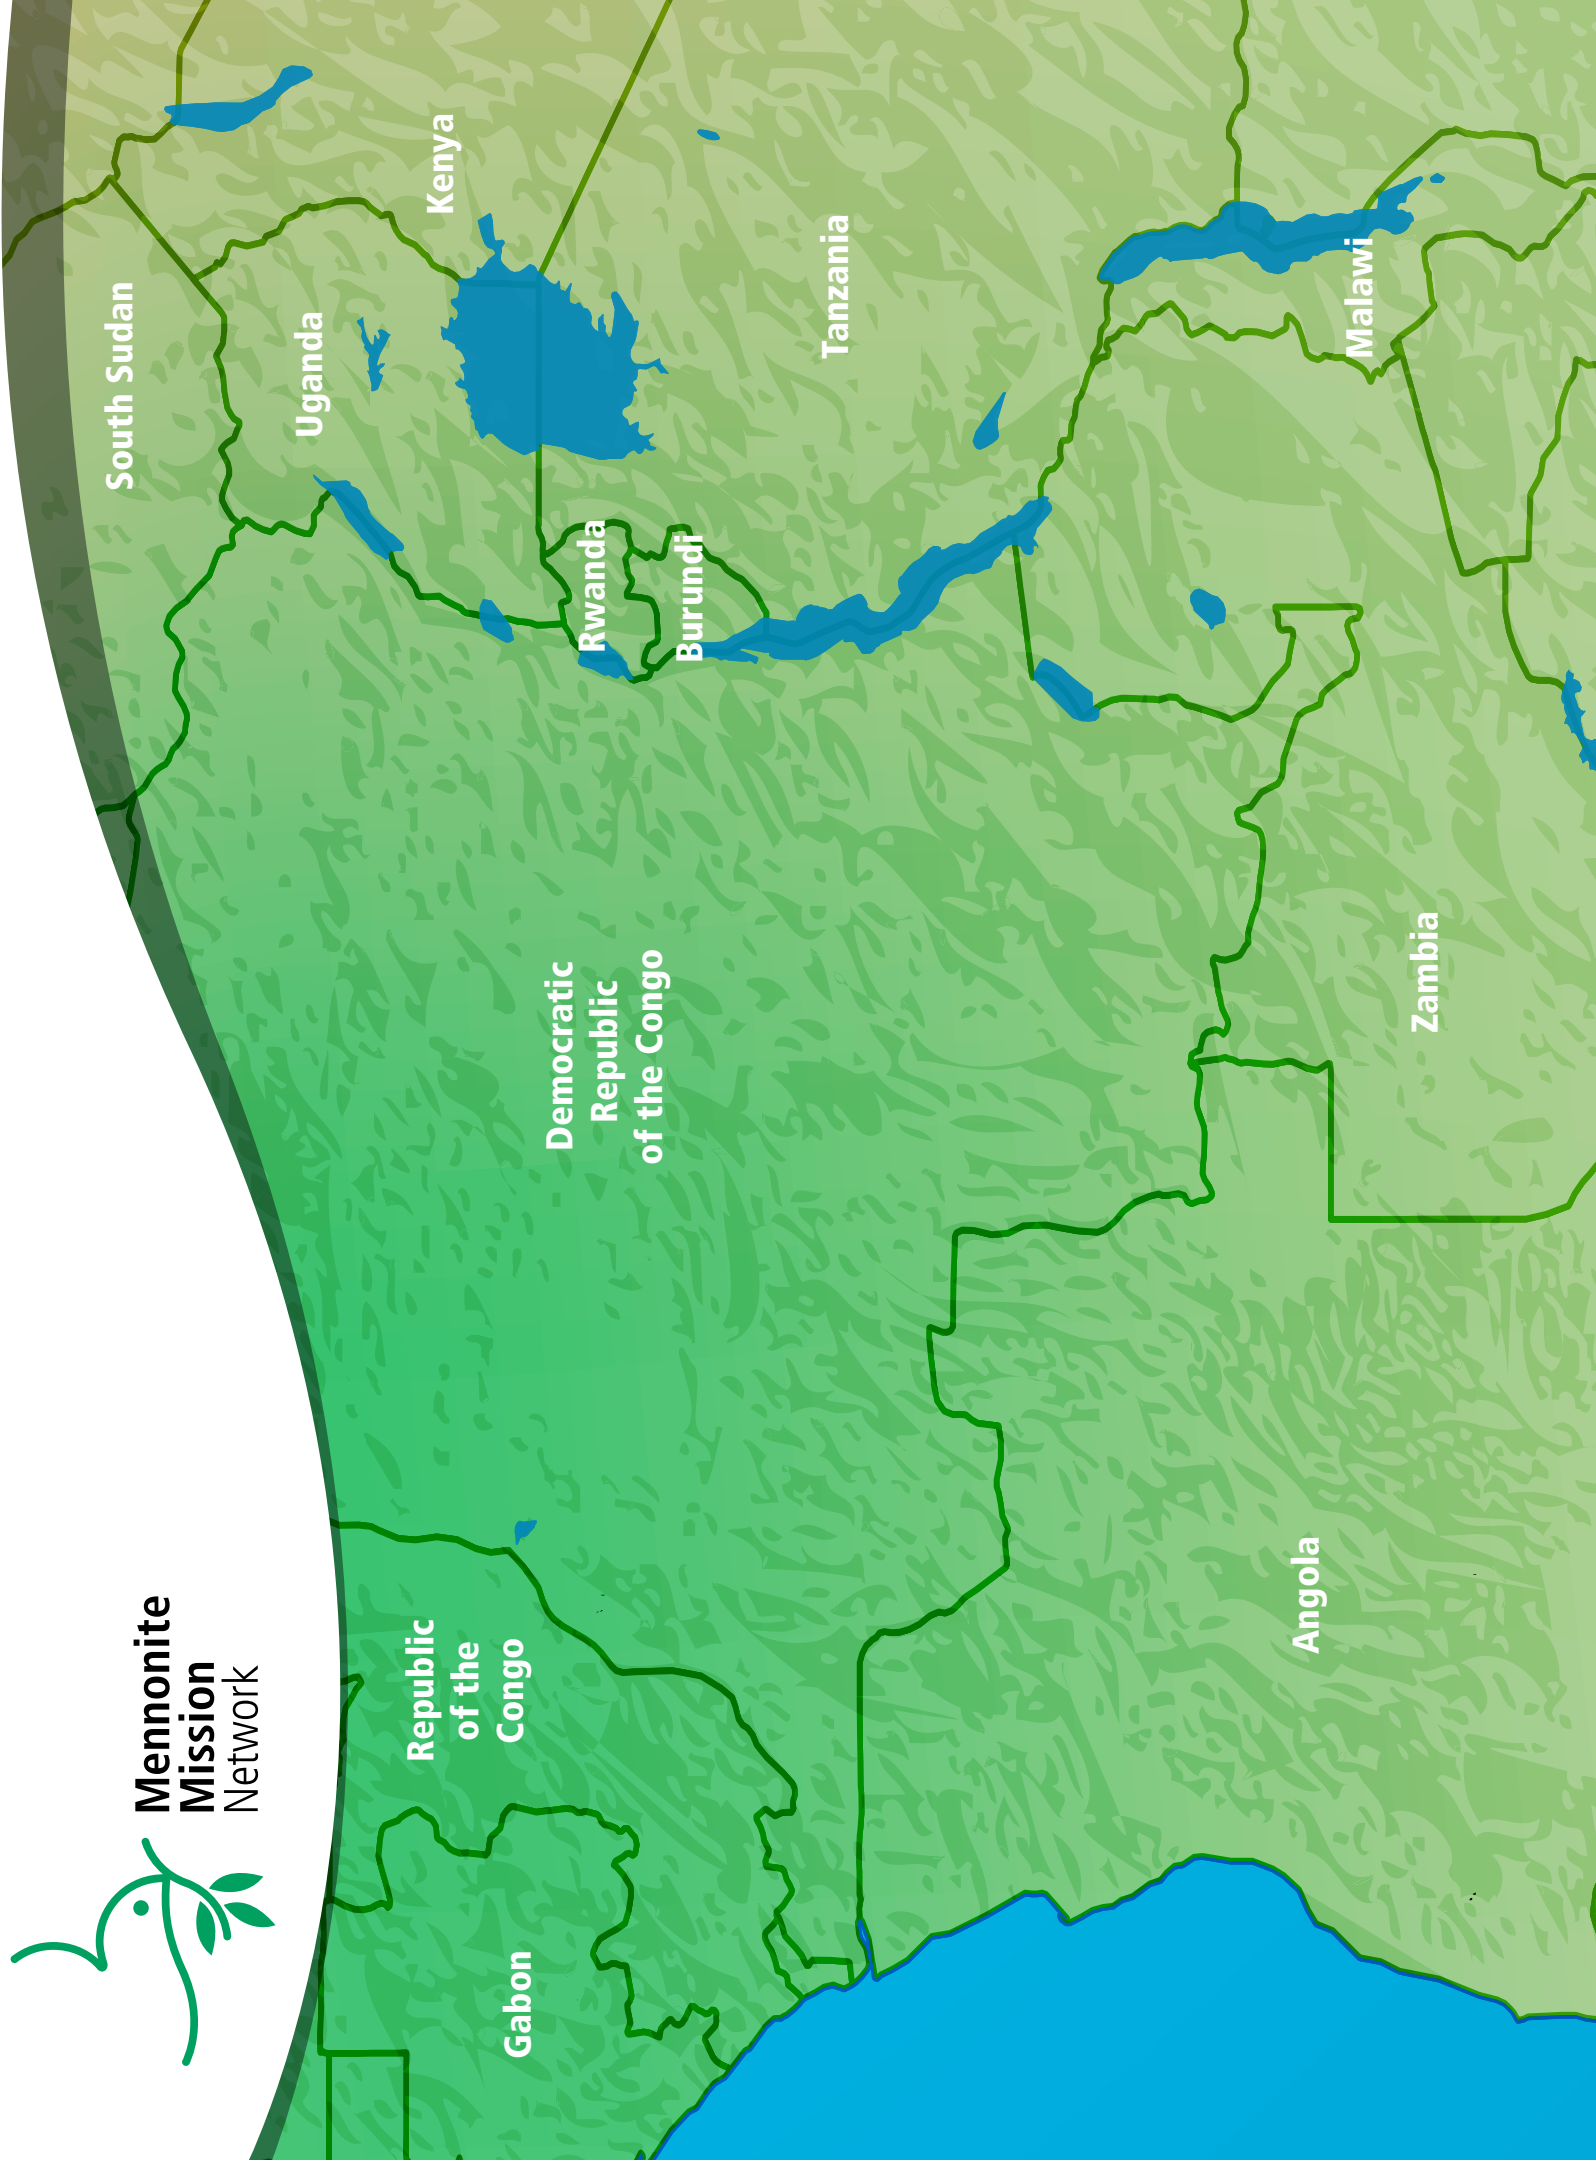 Mennonite
Mission
Network
South Sudan
Uganda
Kenya
Rwanda
Burundi
Tanzania
Malawi
Democratic
Republic
of the Congo
Zambia
Republic
of the
Congo
Gabon
Angola